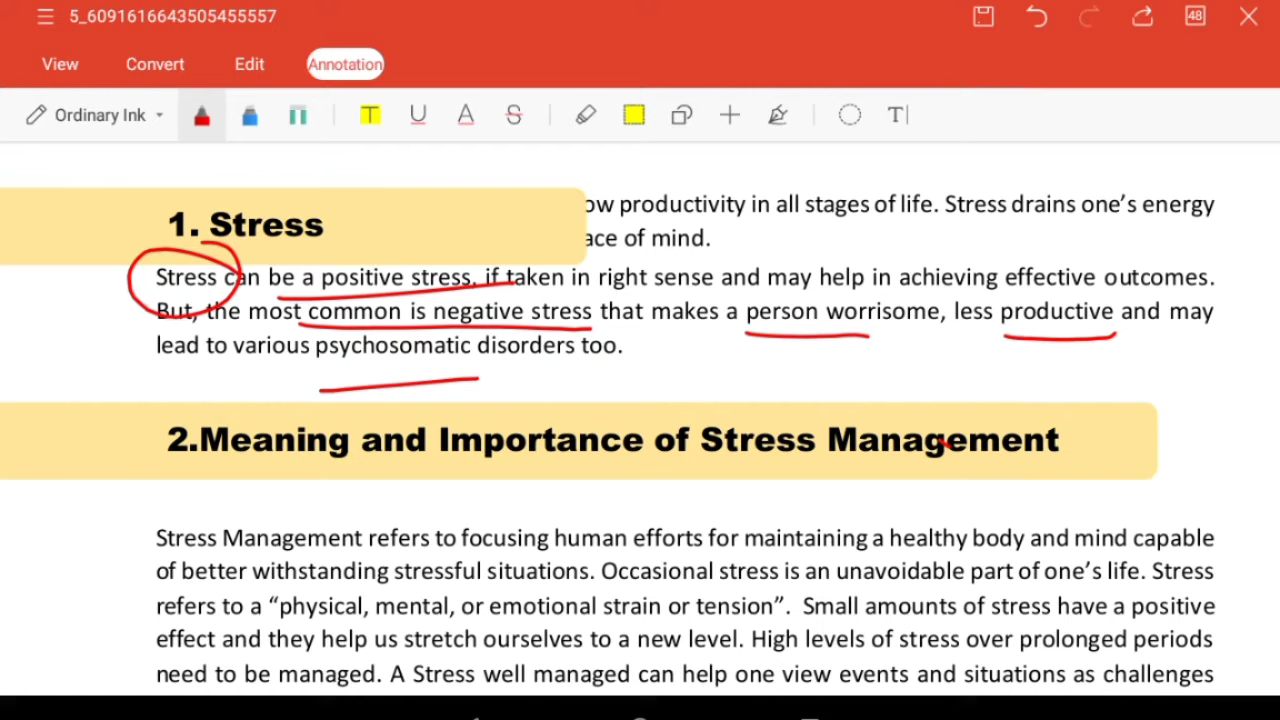 5_6091616643505455557
48
View Convert Edit Annotation
Ordinary Ink T U A S T
1. Stress
productivity in all stages of life. Stress drains one's energy
of mind.
Stress can be a positive stress, if taken in right sense and may help in achieving effective outcomes.
But, the most common is negative stress that makes a person worrisome, less productive and may
lead to various psychosomatic disorders too.
2.Meaning and Importance of Stress Management
Stress Management refers to focusing human efforts for maintaining a healthy body and mind capable
of better withstanding stressful situations. Occasional stress is an unavoidable part of one's life. Stress
refers to a “physical, mental, or emotional strain or tension”. Small amounts of stress have a positive
effect and they help us stretch ourselves to a new level. High levels of stress over prolonged periods
need to be managed. A Stress well managed can help one view events and situations as challenges